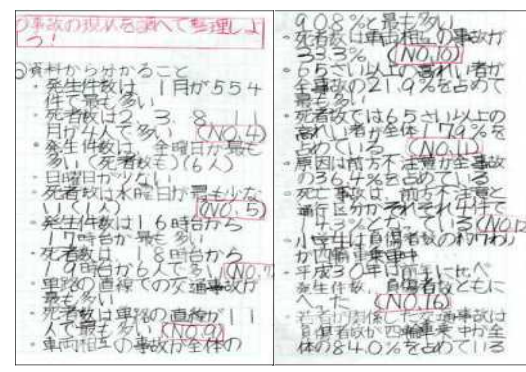 事故の現状を調べて整理しよ
う！
資料から分かること
・発生件数は、1月が554
件で最も多い
・死者数は2、3、8、11
月が4人で多い (NO.4)
・発生件数は、金曜日が最も
多い(死者数も)(6人)
・日曜日が少ない
・死者数は水曜日が最も少な
い(1人) (NO.5)
・発生件数は16時台から
17時台が最も多い
・死者数は、18時台から
19時台が6人で多い (NO.7)
・単路の直線での交通事故が
最も多い
・死者数は単路の直線が11
人で最も多い (NO.9)
・車両相互の事故が全体の
90.8%と最も多い
・死者数は車両相互の事故が
33.3% (NO.10)
・65さい以上の高れい者が
全事故の21.9%を占めて
最も多い
・死者数では65さい以上の
高れい者が全体の179%を
占めている (NO.11)
・原因は前方不注意が全事故
の36.4%を占めている
・死亡事故は、前方不注意と
通行区分がそれぞれ
14.3%と
・小学生は負傷者数の約
が四輪車乗車中
・平成30年は前年に比べ
発生件数、負傷者数ともに
へった (NO.16)
・若者が関係した交通事故は
負傷者数が四輪車乗車中が全
体の84.0%を占めている